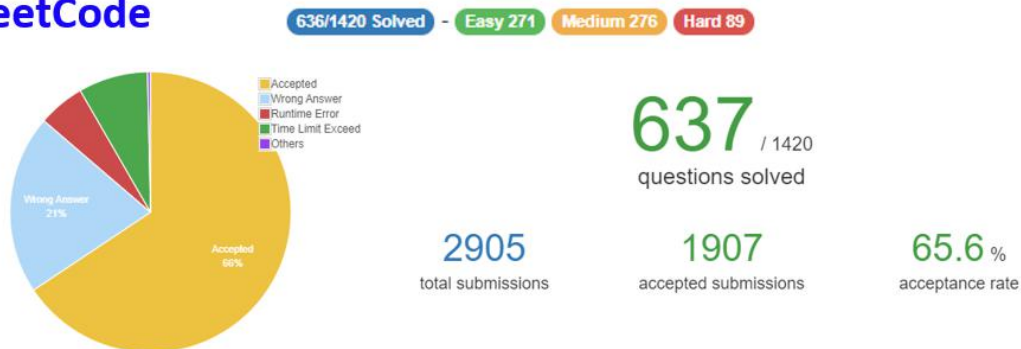 eetCode
636/1420 Solved - Easy 271 Medium 276 Hard 89
Accepted
Wrong Answer
Runtime Error
Time Limit Exceed
Others
Wrong Answer
21%
Accepted
66%
637 / 1420
questions solved
2905
total submissions
1907
accepted submissions
65.6 %
acceptance rate